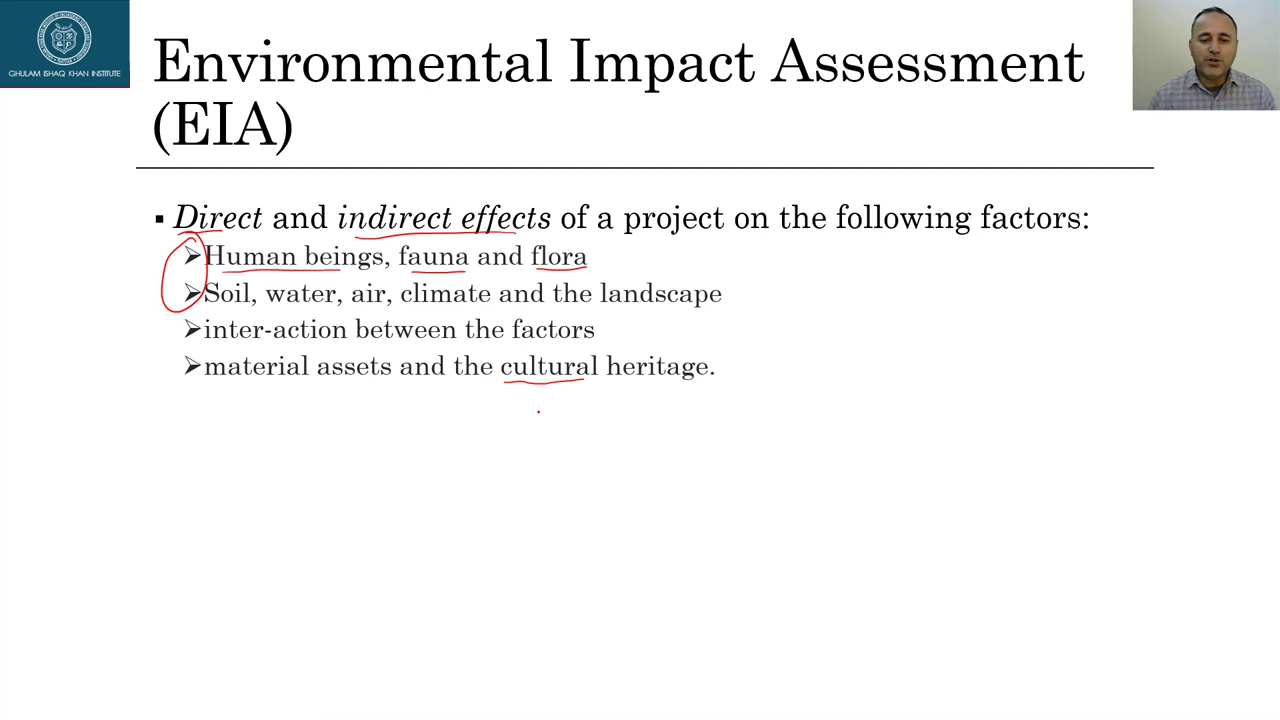 GHULAM ISHAQ KHAN INSTITUTE
Environmental Impact Assessment
(EIA)
▪ Direct and indirect effects of a project on the following factors:
➢Human beings, fauna and flora
➢Soil, water, air, climate and the landscape
➢inter-action between the factors
➢material assets and the cultural heritage.